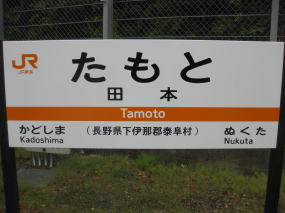 JR
JR東海
たもと
田本
Tamoto
かどしま
Kadoshima
(長野県下伊那郡泰阜村)
ぬくた
Nukuta